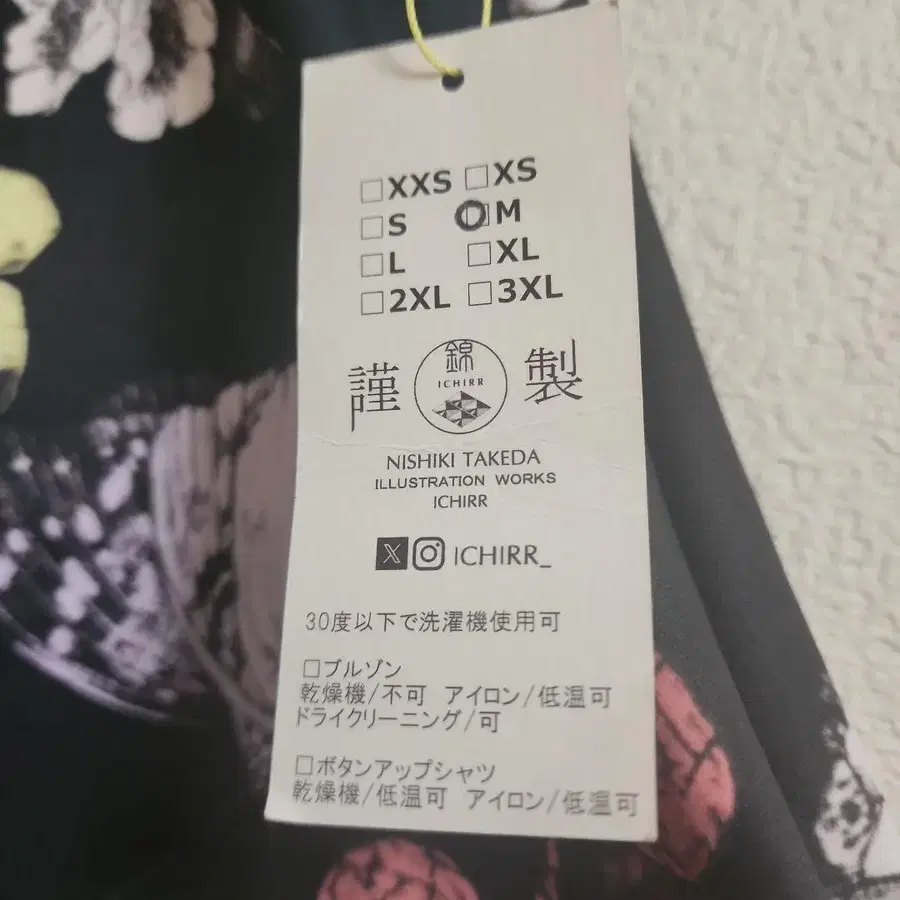 □XXS □XS
□S □M
□L □XL
□2XL □3XL
謹 錦 ICHIRR 製
NISHIKI TAKEDA
ILLUSTRATION WORKS
ICHIRR
X ICHIRR_
30度以下で洗濯機使用可
□ブルゾン
乾燥機/不可 アイロン/低温可
ドライクリーニング/可
□ボタンアップシャツ
乾燥機/低温可 アイロン/低温可